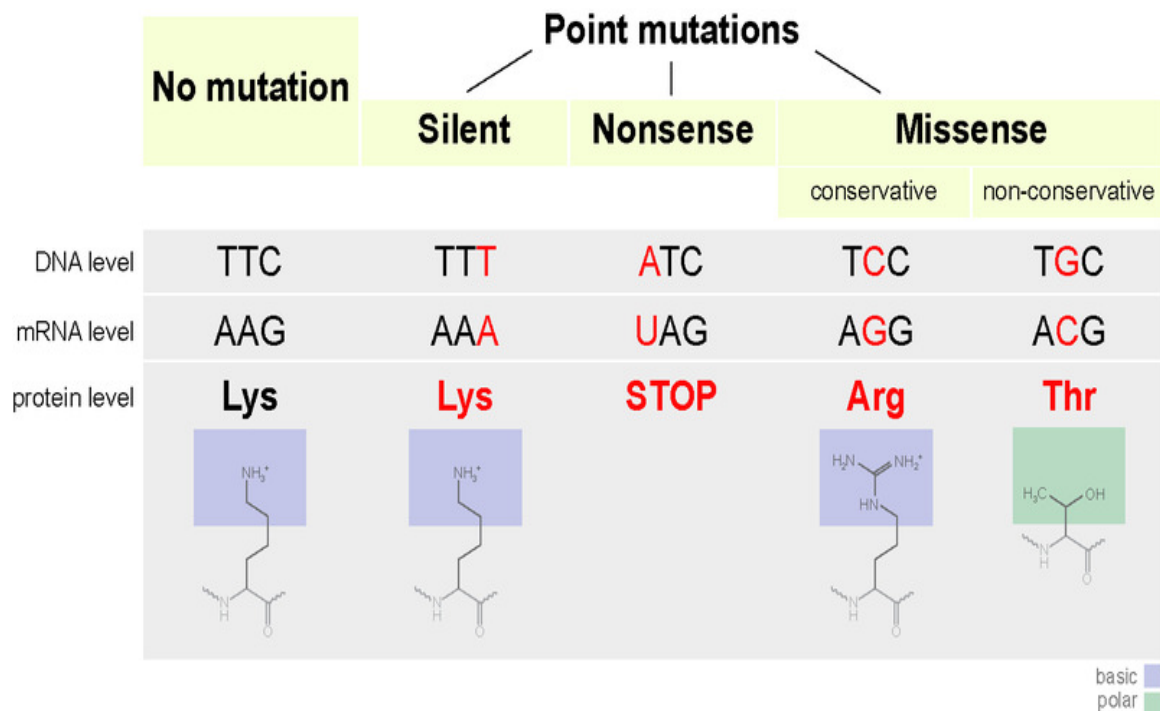 Point mutations
No mutation
Silent Nonsense Missense
conservative non-conservative
DNA level TTC TTT ATC TCC TGC
mRNA level AAG AAA UAG AGG ACG
protein level Lys Lys STOP Arg Thr
NH₃⁺ NH₃⁺ H₂N NH₂⁺
HN H₃C OH
N H O N H O N H O N H O
basic
polar